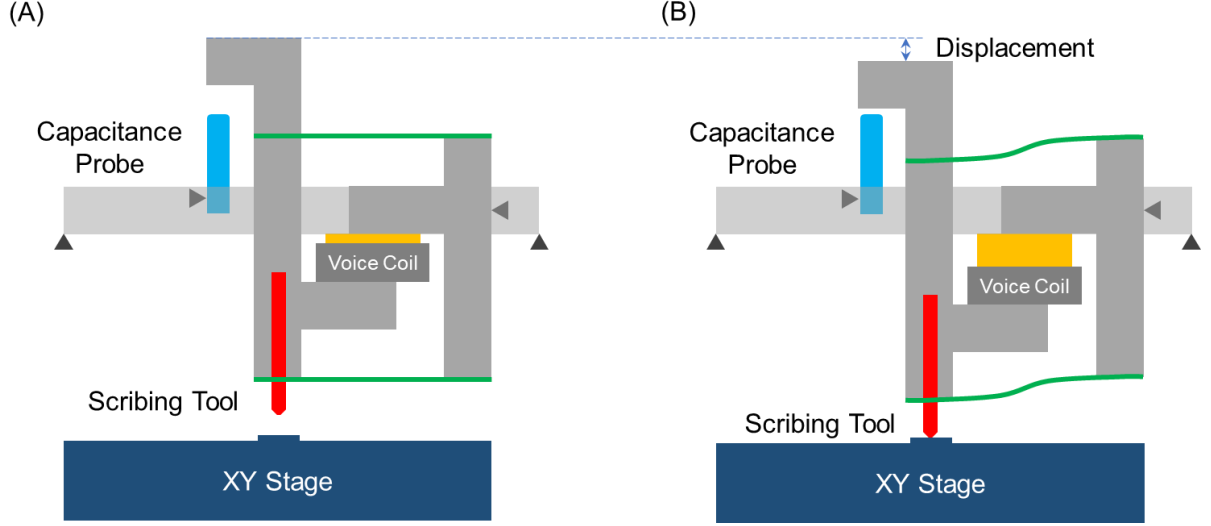 (A)
Capacitance
Probe
Voice Coil
Scribing Tool
XY Stage
(B)
Displacement
Capacitance
Probe
Voice Coil
Scribing Tool
XY Stage